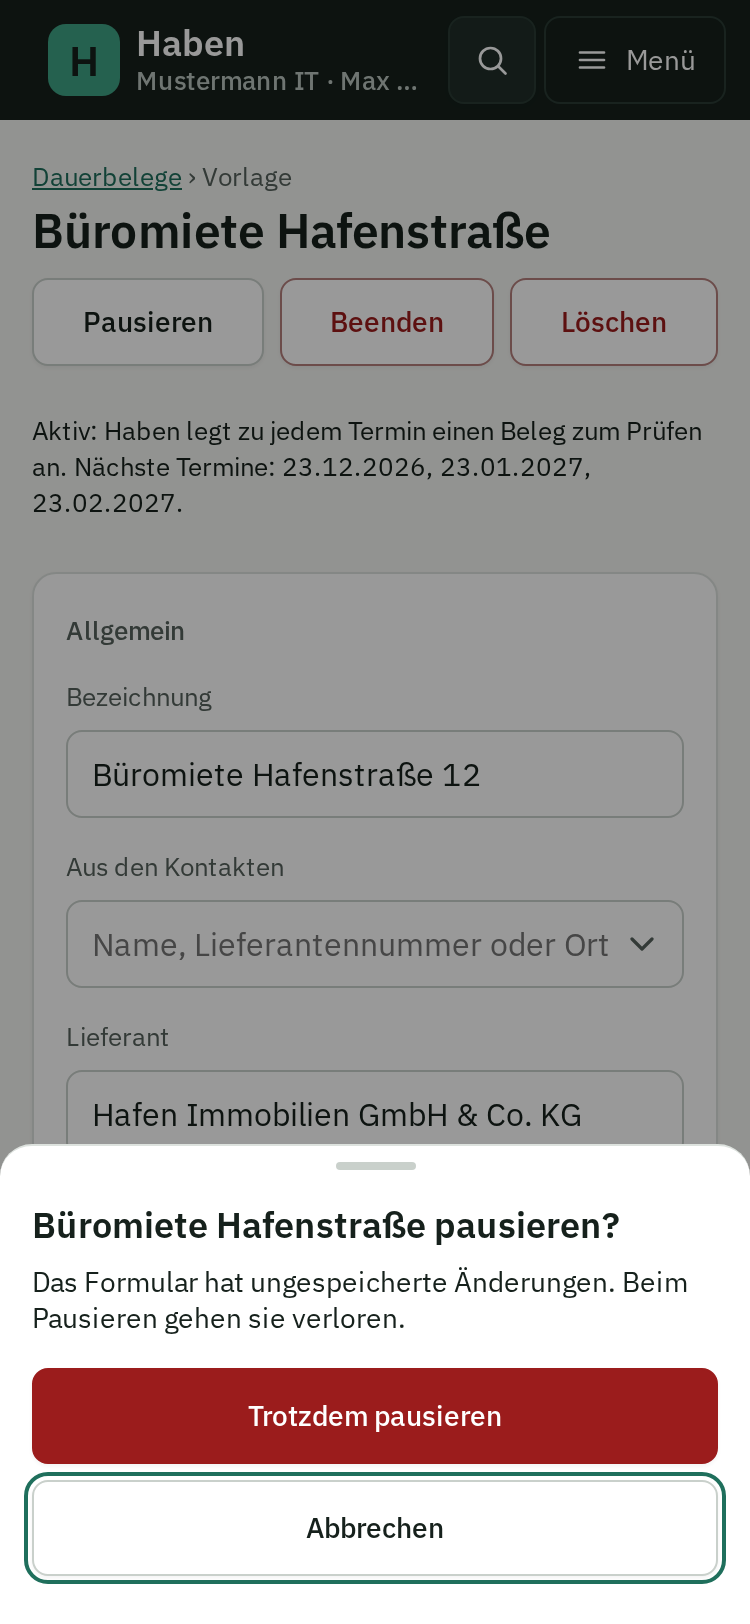 H
Haben
Mustermann IT · Max ...
Menü
Dauerbelege › Vorlage
Büromiete Hafenstraße
Pausieren
Beenden
Löschen
Aktiv: Haben legt zu jedem Termin einen Beleg zum Prüfen
an. Nächste Termine: 23.12.2026, 23.01.2027,
23.02.2027.
Allgemein
Bezeichnung
Büromiete Hafenstraße 12
Aus den Kontakten
Name, Lieferantennummer oder Ort
Lieferant
Hafen Immobilien GmbH & Co. KG
Büromiete Hafenstraße pausieren?
Das Formular hat ungespeicherte Änderungen. Beim
Pausieren gehen sie verloren.
Trotzdem pausieren
Abbrechen